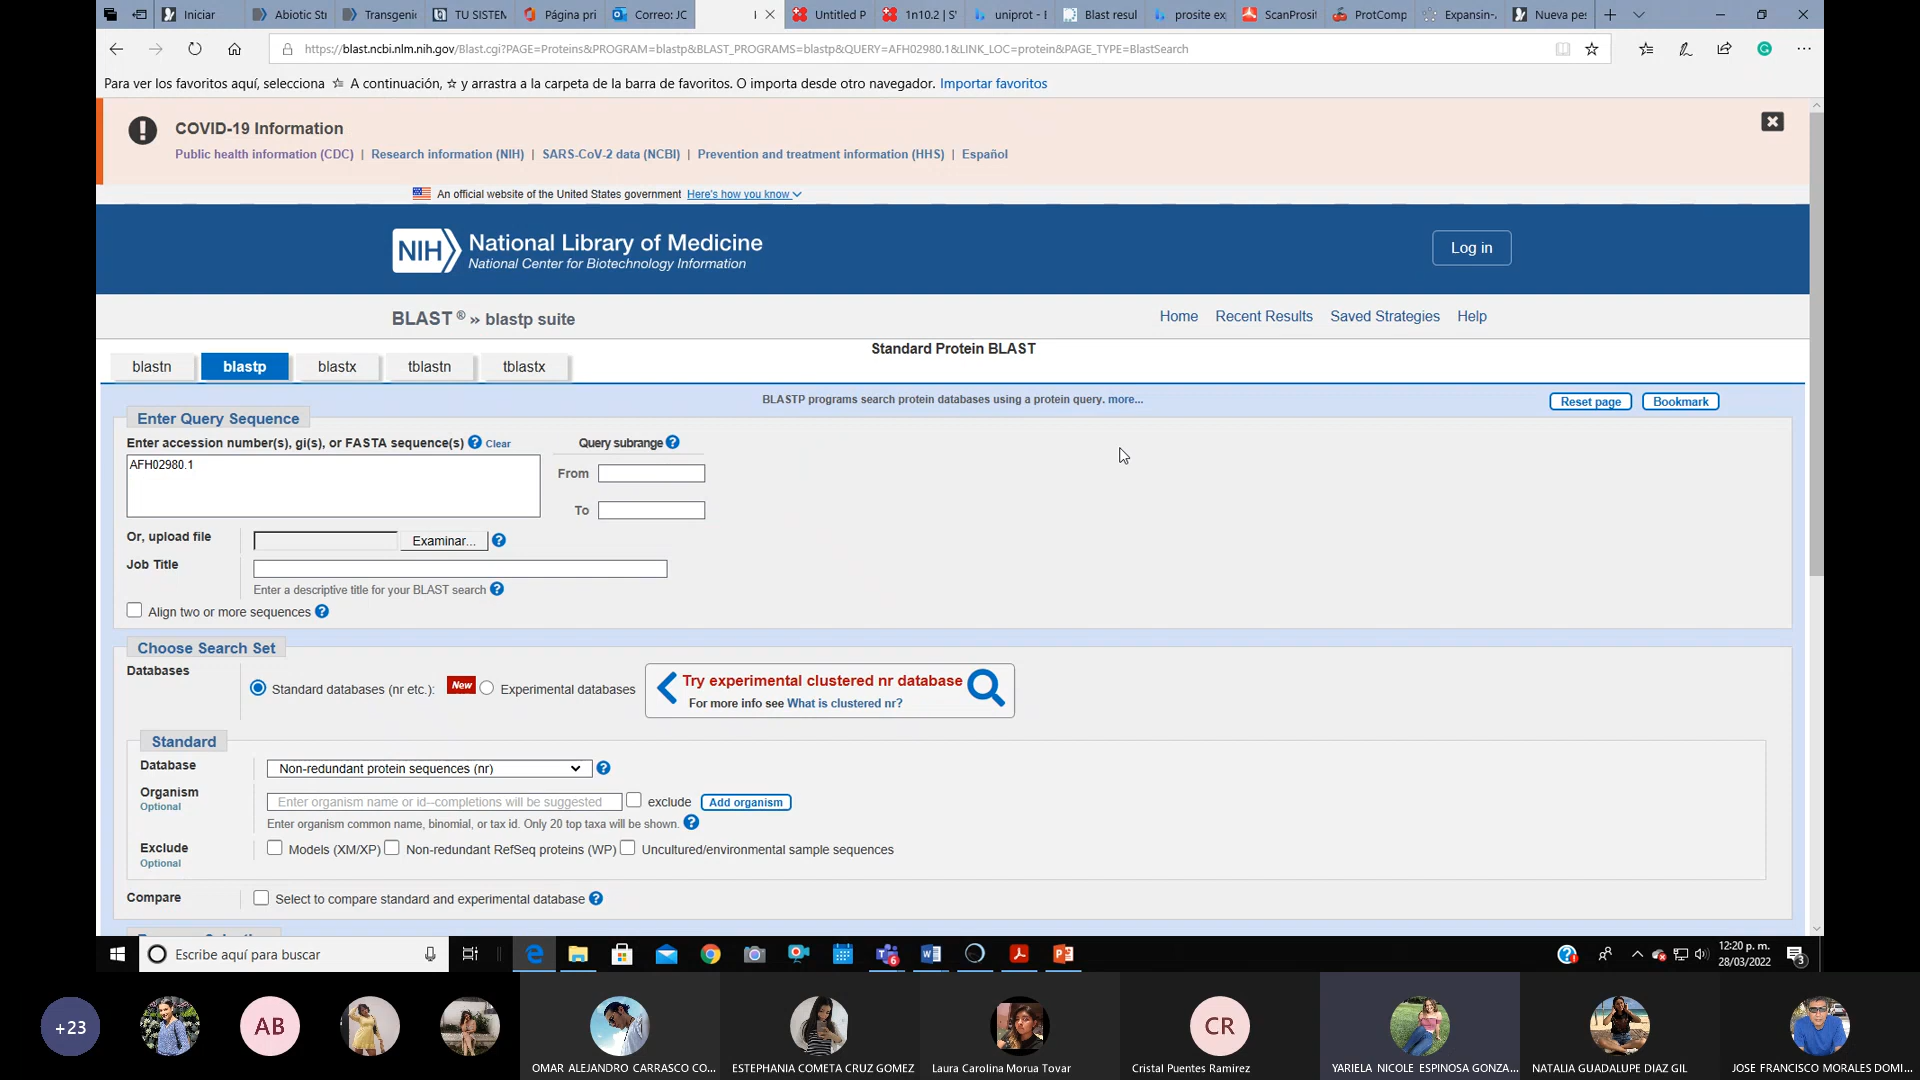 Iniciar
Abiotic St
Transgenic
TU SISTEM
Página pri
Correo: JC
Untitled P
1n10.2 | S
uniprot - B
Blast resul
prosite ex
ScanProsit
ProtComp
Expansin-
Nueva pes
https://blast.ncbi.nlm.nih.gov/Blast.cgi?PAGE=Proteins&PROGRAM=blastp&BLAST_PROGRAMS=blastp&QUERY=AFH02980.1&LINK_LOC=protein&PAGE_TYPE=BlastSearch
Para ver los favoritos aquí, selecciona ☆ A continuación, ☆ y arrastra a la carpeta de la barra de favoritos. O importa desde otro navegador. Importar favoritos
COVID-19 Information
Public health information (CDC) | Research information (NIH) | SARS-CoV-2 data (NCBI) | Prevention and treatment information (HHS) | Español
An official website of the United States government Here's how you know
NIH National Library of Medicine
National Center for Biotechnology Information
Log in
BLAST ® » blastp suite
Home Recent Results Saved Strategies Help
Standard Protein BLAST
blastn blastp blastx tblastn tblastx
BLASTP programs search protein databases using a protein query. more...
Reset page Bookmark
Enter Query Sequence
Enter accession number(s), gi(s), or FASTA sequence(s) ? Clear
Query subrange ?
AFH02980.1
From
To
Or, upload file Examinar... ?
Job Title
Enter a descriptive title for your BLAST search ?
Align two or more sequences ?
Choose Search Set
Databases
Standard databases (nr etc.): New Experimental databases
Try experimental clustered nr database
For more info see What is clustered nr?
Standard
Database Non-redundant protein sequences (nr) ?
Organism
Optional
Enter organism name or id--completions will be suggested exclude Add organism
Enter organism common name, binomial, or tax id. Only 20 top taxa will be shown. ?
Exclude
Optional
Models (XM/XP) Non-redundant RefSeq proteins (WP) Uncultured/environmental sample sequences
Compare Select to compare standard and experimental database ?
Escribe aquí para buscar
12:20 p. m.
28/03/2022
3
+23
AB
CR
OMAR ALEJANDRO CARRASCO CO...
ESTEPHANIA COMETA CRUZ GOMEZ
Laura Carolina Morua Tovar
Cristal Puentes Ramirez
YARIELA NICOLE ESPINOSA GONZA...
NATALIA GUADALUPE DIAZ GIL
JOSE FRANCISCO MORALES DOMI...